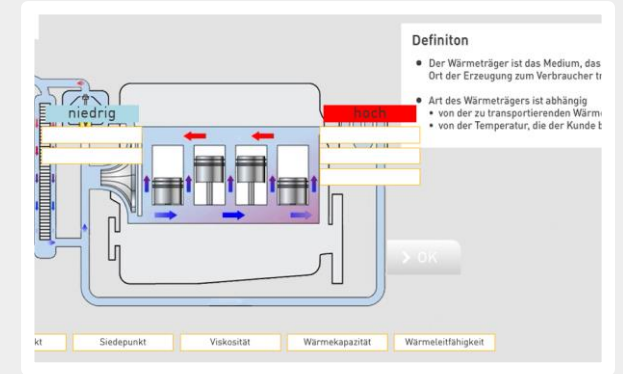 Definiton
• Der Wärmeträger ist das Medium, das
Ort der Erzeugung zum Verbraucher
• Art des Wärmeträgers ist abhängig
• von der zu transportierenden
• von der Temperatur, die der Kunde
niedrig
hoch
> OK
Siedepunkt
Viskosität
Wärmekapazität
Wärmeleitfähigkeit